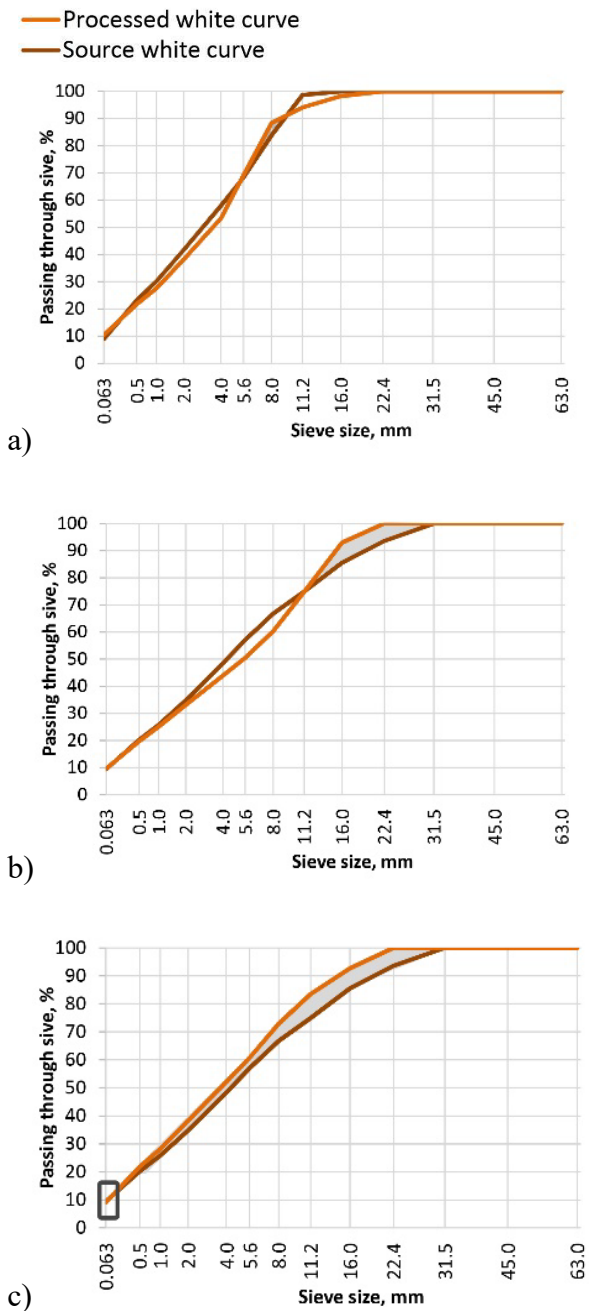 Processed white curve
Source white curve
Passing through sive, %
100
90
80
70
60
50
40
30
20
10
0
0.063 0.5 1.0 2.0 4.0 5.6 8.0 11.2 16.0 22.4 31.5 45.0 63.0
Sieve size, mm
a)
Passing through sive, %
100
90
80
70
60
50
40
30
20
10
0
0.063 0.5 1.0 2.0 4.0 5.6 8.0 11.2 16.0 22.4 31.5 45.0 63.0
Sieve size, mm
b)
Passing through sive, %
100
90
80
70
60
50
40
30
20
10
0
0.063 0.5 1.0 2.0 4.0 5.6 8.0 11.2 16.0 22.4 31.5 45.0 63.0
Sieve size, mm
c)